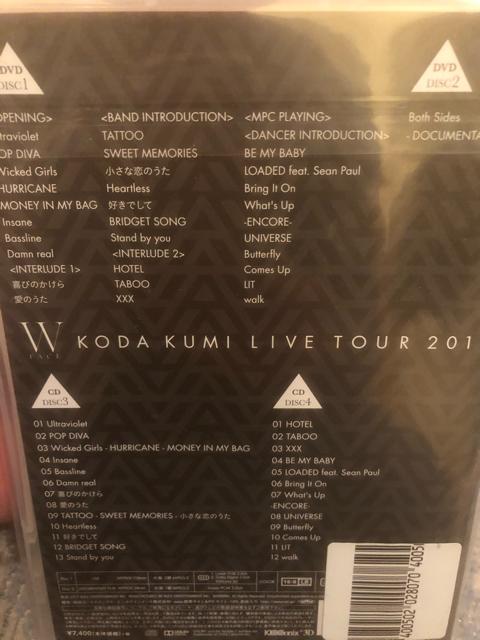 DVD
DISC1
DVD
DISC2
OPENING>
traviolet
OP DIVA
Wicked Girls
HURRICANE
MONEY IN MY BAG
Insane
Bassline
Damn real
<INTERLUDE 1>
喜びのかけら
愛のうた
<BAND INTRODUCTION>
TATTOO
SWEET MEMORIES
小さな恋のうた
Heartless
好きでして
BRIDGET SONG
Stand by you
<INTERLUDE 2>
HOTEL
TABOO
XXX
<MPC PLAYING>
<DANCER INTRODUCTION>
BE MY BABY
LOADED feat. Sean Paul
Bring It On
What's Up
-ENCORE-
UNIVERSE
Butterfly
Comes Up
LIT
walk
Both Sides
- DOCUMENTA
W
FACE
KODA KUMI LIVE TOUR 201
CD
DISC3
01 Ultraviolet
02 POP DIVA
03 Wicked Girls - HURRICANE - MONEY IN MY BAG
04 Insane
05 Bassline
06 Damn real
07 喜びのかけら
08 愛のうた
09 TATTOO - SWEET MEMORIES - 小さな恋のうた
10 Heartless
11 好きでして
12 BRIDGET SONG
13 Stand by you
CD
DISC4
01 HOTEL
02 TABOO
03 XXX
04 BE MY BABY
05 LOADED feat. Sean Paul
06 Bring It On
07 What's Up
-ENCORE-
08 UNIVERSE
09 Butterfly
10 Comes Up
11 LIT
12 walk
¥7,400(本体)+税